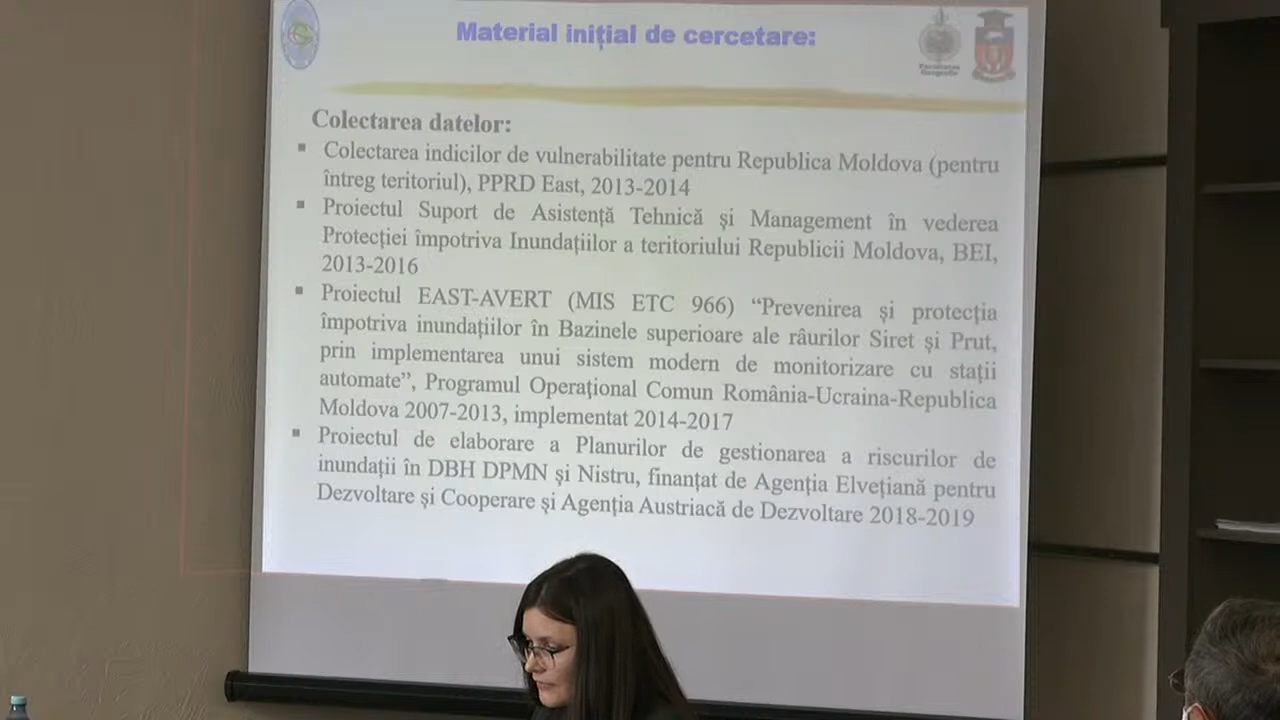 Material inițial de cercetare:
Facultatea
Geografie
Colectarea datelor:
Colectarea indicilor de vulnerabilitate pentru Republica Moldova (pentru
întreg teritoriul), PPRD East, 2013-2014
Proiectul Suport de Asistență Tehnică și Management în vederea
Protecției împotriva Inundațiilor a teritoriului Republicii Moldova, BEI,
2013-2016
Proiectul EAST-AVERT (MIS ETC 966) “Prevenirea și protecția
împotriva inundațiilor în Bazinele superioare ale râurilor Siret și Prut,
prin implementarea unui sistem modern de monitorizare cu stații
automate”, Programul Operațional Comun România-Ucraina-Republica
Moldova 2007-2013, implementat 2014-2017
Proiectul de elaborare a Planurilor de gestionarea a riscurilor de
inundații în DBH DPMN și Nistru, finanțat de Agenția Elvețiană pentru
Dezvoltare și Cooperare și Agenția Austriacă de Dezvoltare 2018-2019